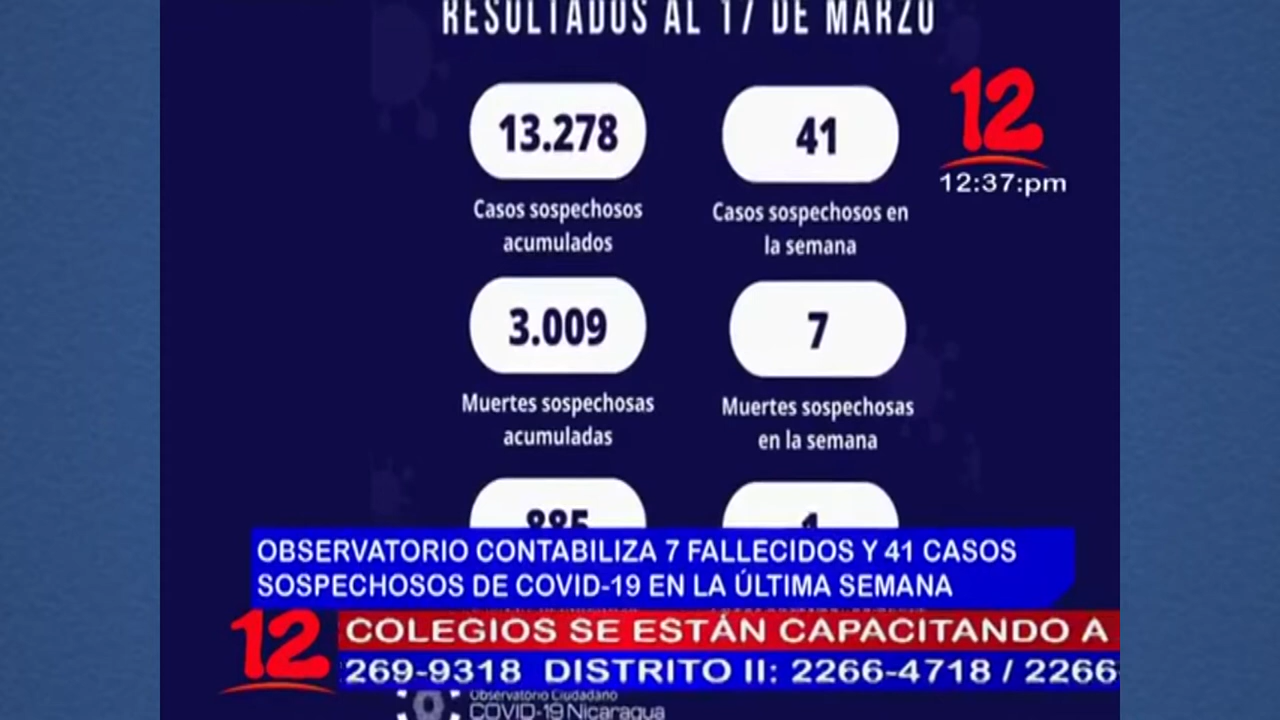 RESULTADOS AL 17 DE MARZO
12
12:37:pm
13.278
41
Casos sospechosos
acumulados
Casos sospechosos en
la semana
3.009
7
Muertes sospechosas
acumuladas
Muertes sospechosas
en la semana
885
1
OBSERVATORIO CONTABILIZA 7 FALLECIDOS Y 41 CASOS
SOSPECHOSOS DE COVID-19 EN LA ÚLTIMA SEMANA
12
COLEGIOS SE ESTÁN CAPACITANDO A
269-9318 DISTRITO II: 2266-4718 / 2266
Observatorio Ciudadano
COVID-19 Nicaragua